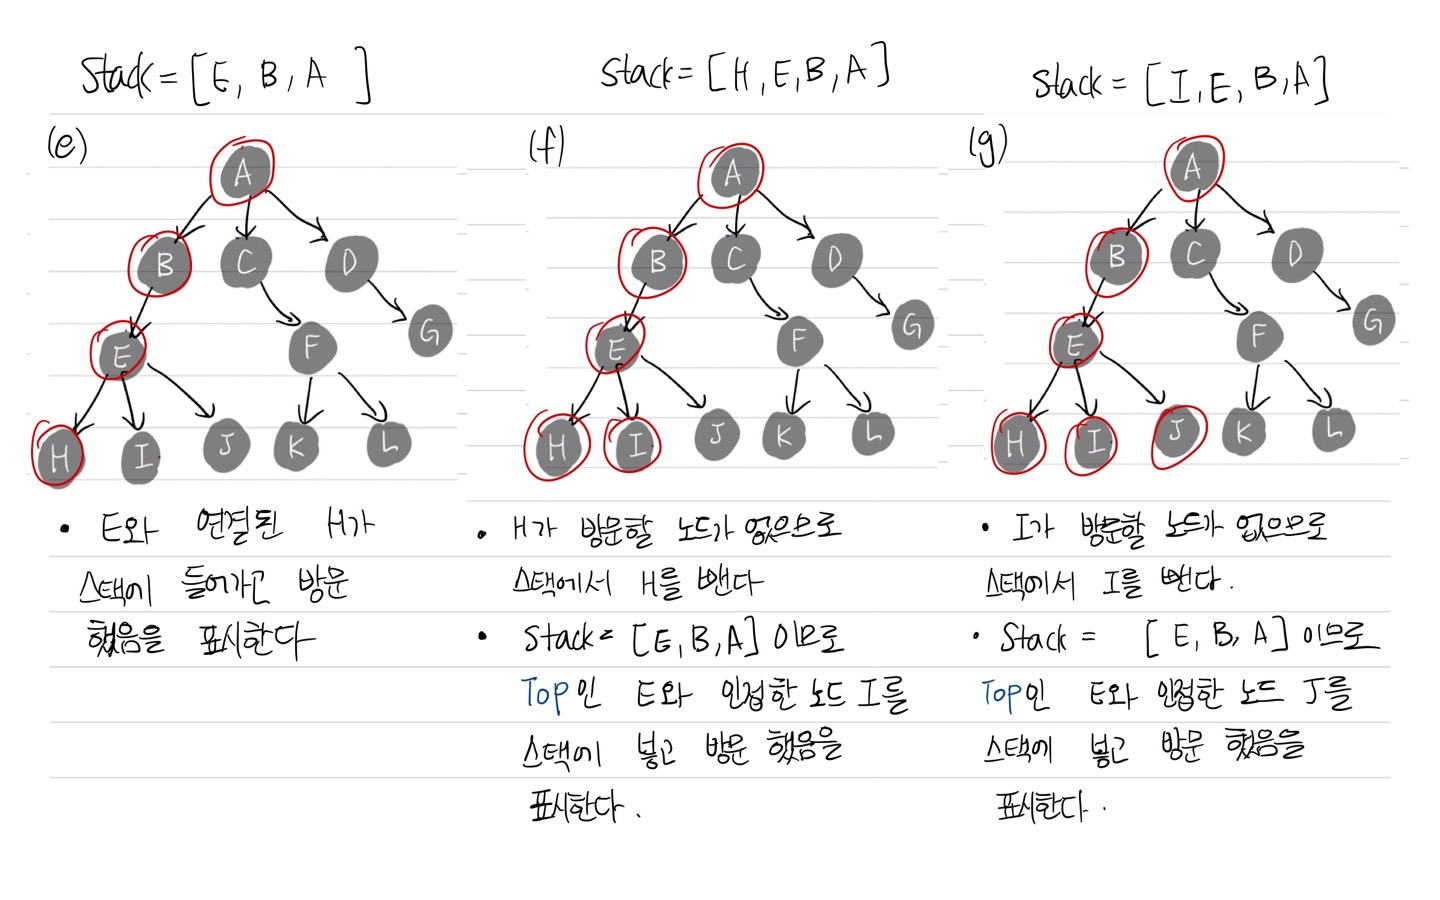 Stack = [E, B, A ]
(e)
A
B C D
E F G
H I J K L
• E와 연결된 H가
스택에 들어가고 방문
했음을 표시한다
Stack = [H, E, B, A]
(f)
A
B C D
E F G
H I J K L
• H가 방문할 노드가 없으므로
스택에서 H를 뺀다
• Stack = [E, B, A] 이므로
Top인 E와 인접한 노드 I를
스택에 넣고 방문 했음을
표시한다.
Stack = [I, E, B, A]
(g)
A
B C D
E F G
H I J K L
• I가 방문할 노드가 없으므로
스택에서 I를 뺀다.
• Stack = [ E, B, A ] 이므로
Top인 E와 인접한 노드 J를
스택에 넣고 방문 했음을
표시한다.